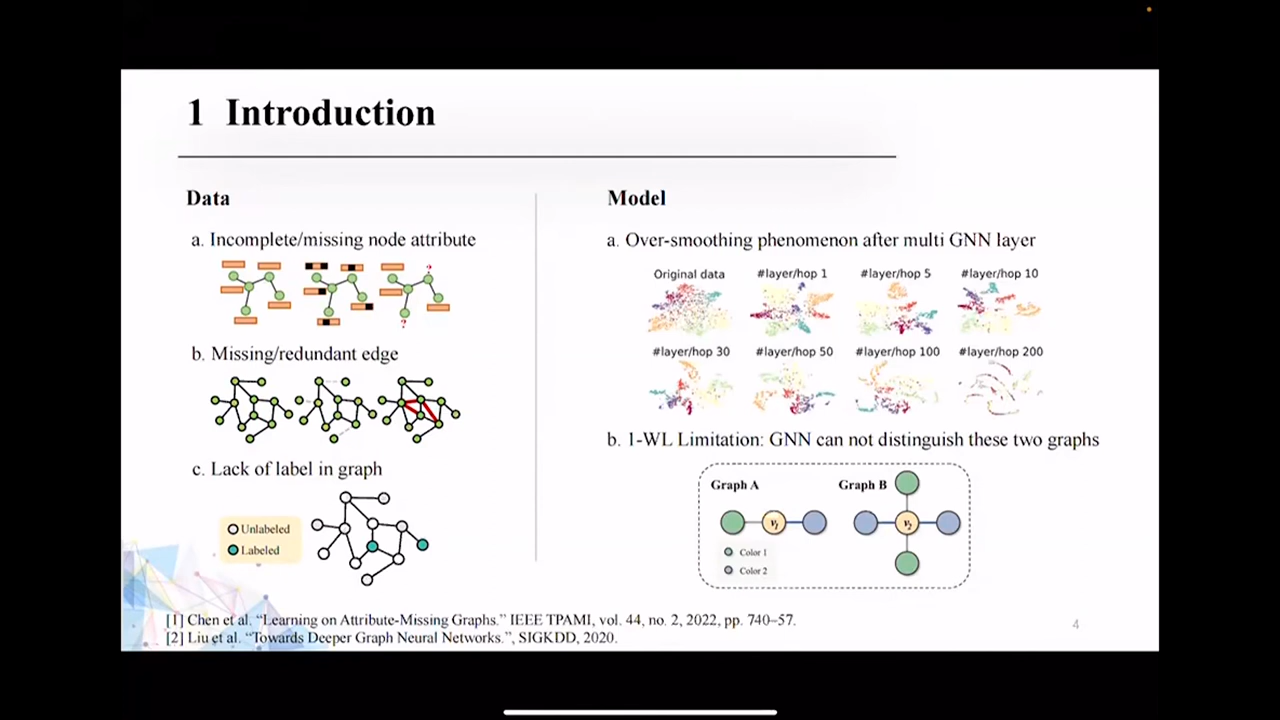 1 Introduction
Data
a. Incomplete/missing node attribute
?
?
b. Missing/redundant edge
c. Lack of label in graph
Unlabeled
Labeled
Model
a. Over-smoothing phenomenon after multi GNN layer
Original data #layer/hop 1 #layer/hop 5 #layer/hop 10
#layer/hop 30 #layer/hop 50 #layer/hop 100 #layer/hop 200
b. 1-WL Limitation: GNN can not distinguish these two graphs
Graph A Graph B
v1 v2
Color 1
Color 2
[1] Chen et al. “Learning on Attribute-Missing Graphs.” IEEE TPAMI, vol. 44, no. 2, 2022, pp. 740–57.
[2] Liu et al. “Towards Deeper Graph Neural Networks.”, SIGKDD, 2020.
4